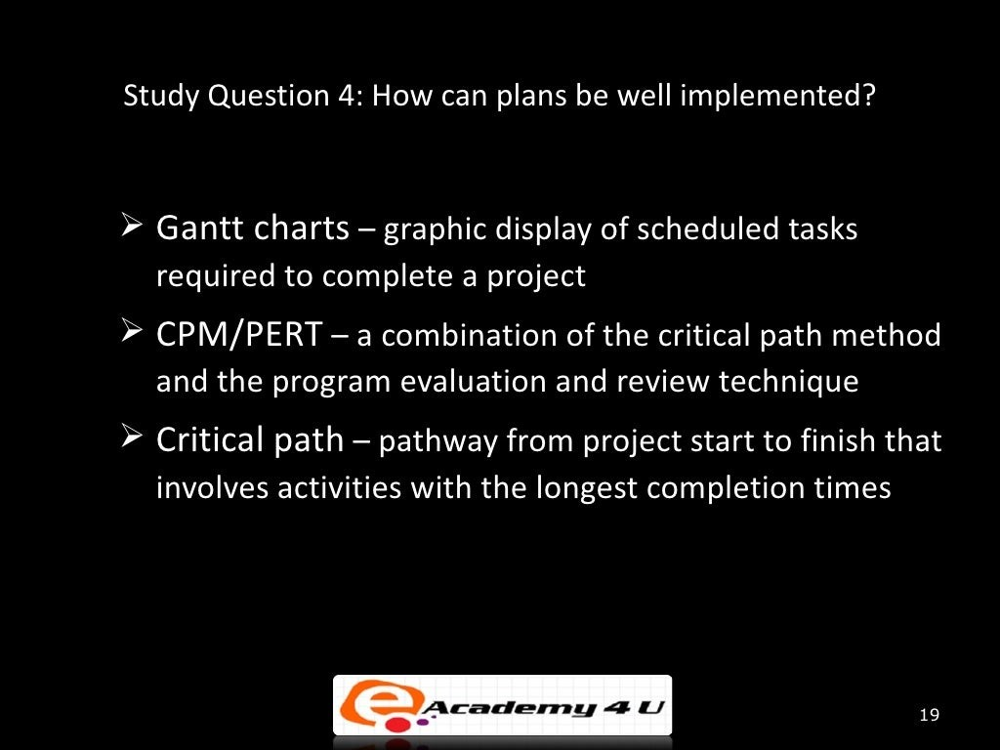 Study Question 4: How can plans be well implemented?
➢ Gantt charts – graphic display of scheduled tasks
required to complete a project
➢ CPM/PERT – a combination of the critical path method
and the program evaluation and review technique
➢ Critical path – pathway from project start to finish that
involves activities with the longest completion times
e Academy 4 U
19